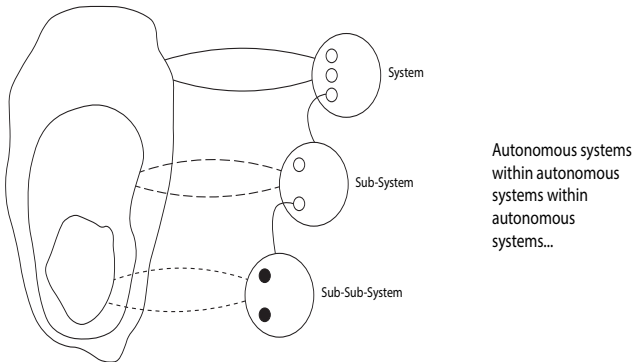 System
Sub-System
Sub-Sub-System
Autonomous systems
within autonomous
systems within
autonomous
systems...